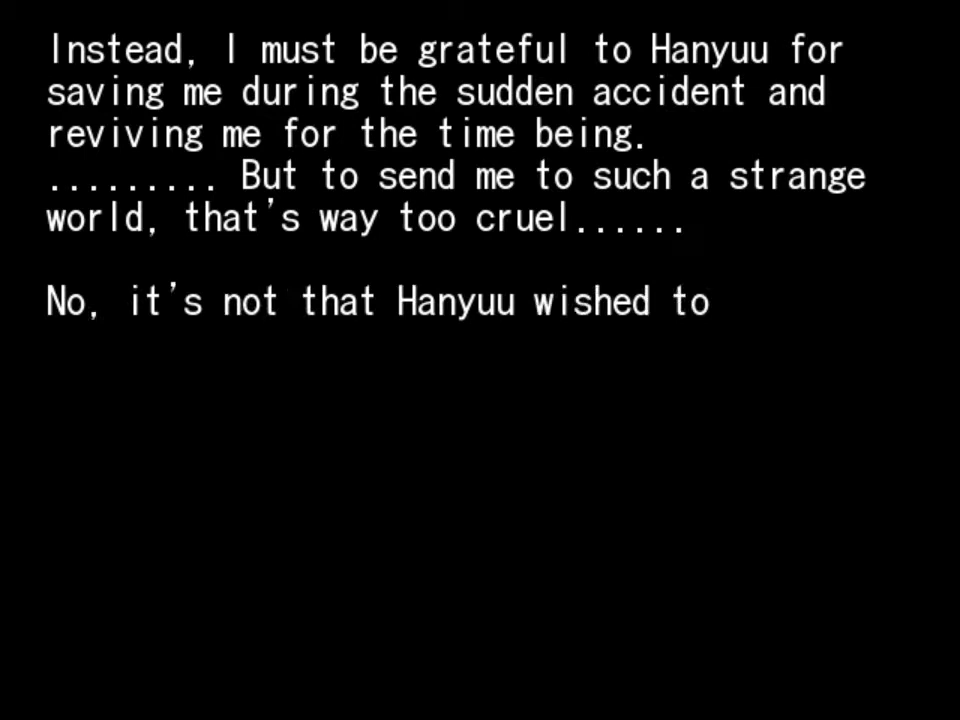 Instead, I must be grateful to Hanyuu for
saving me during the sudden accident and
reviving me for the time being.
......... But to send me to such a strange
world, that's way too cruel......
No, it's not that Hanyuu wished to